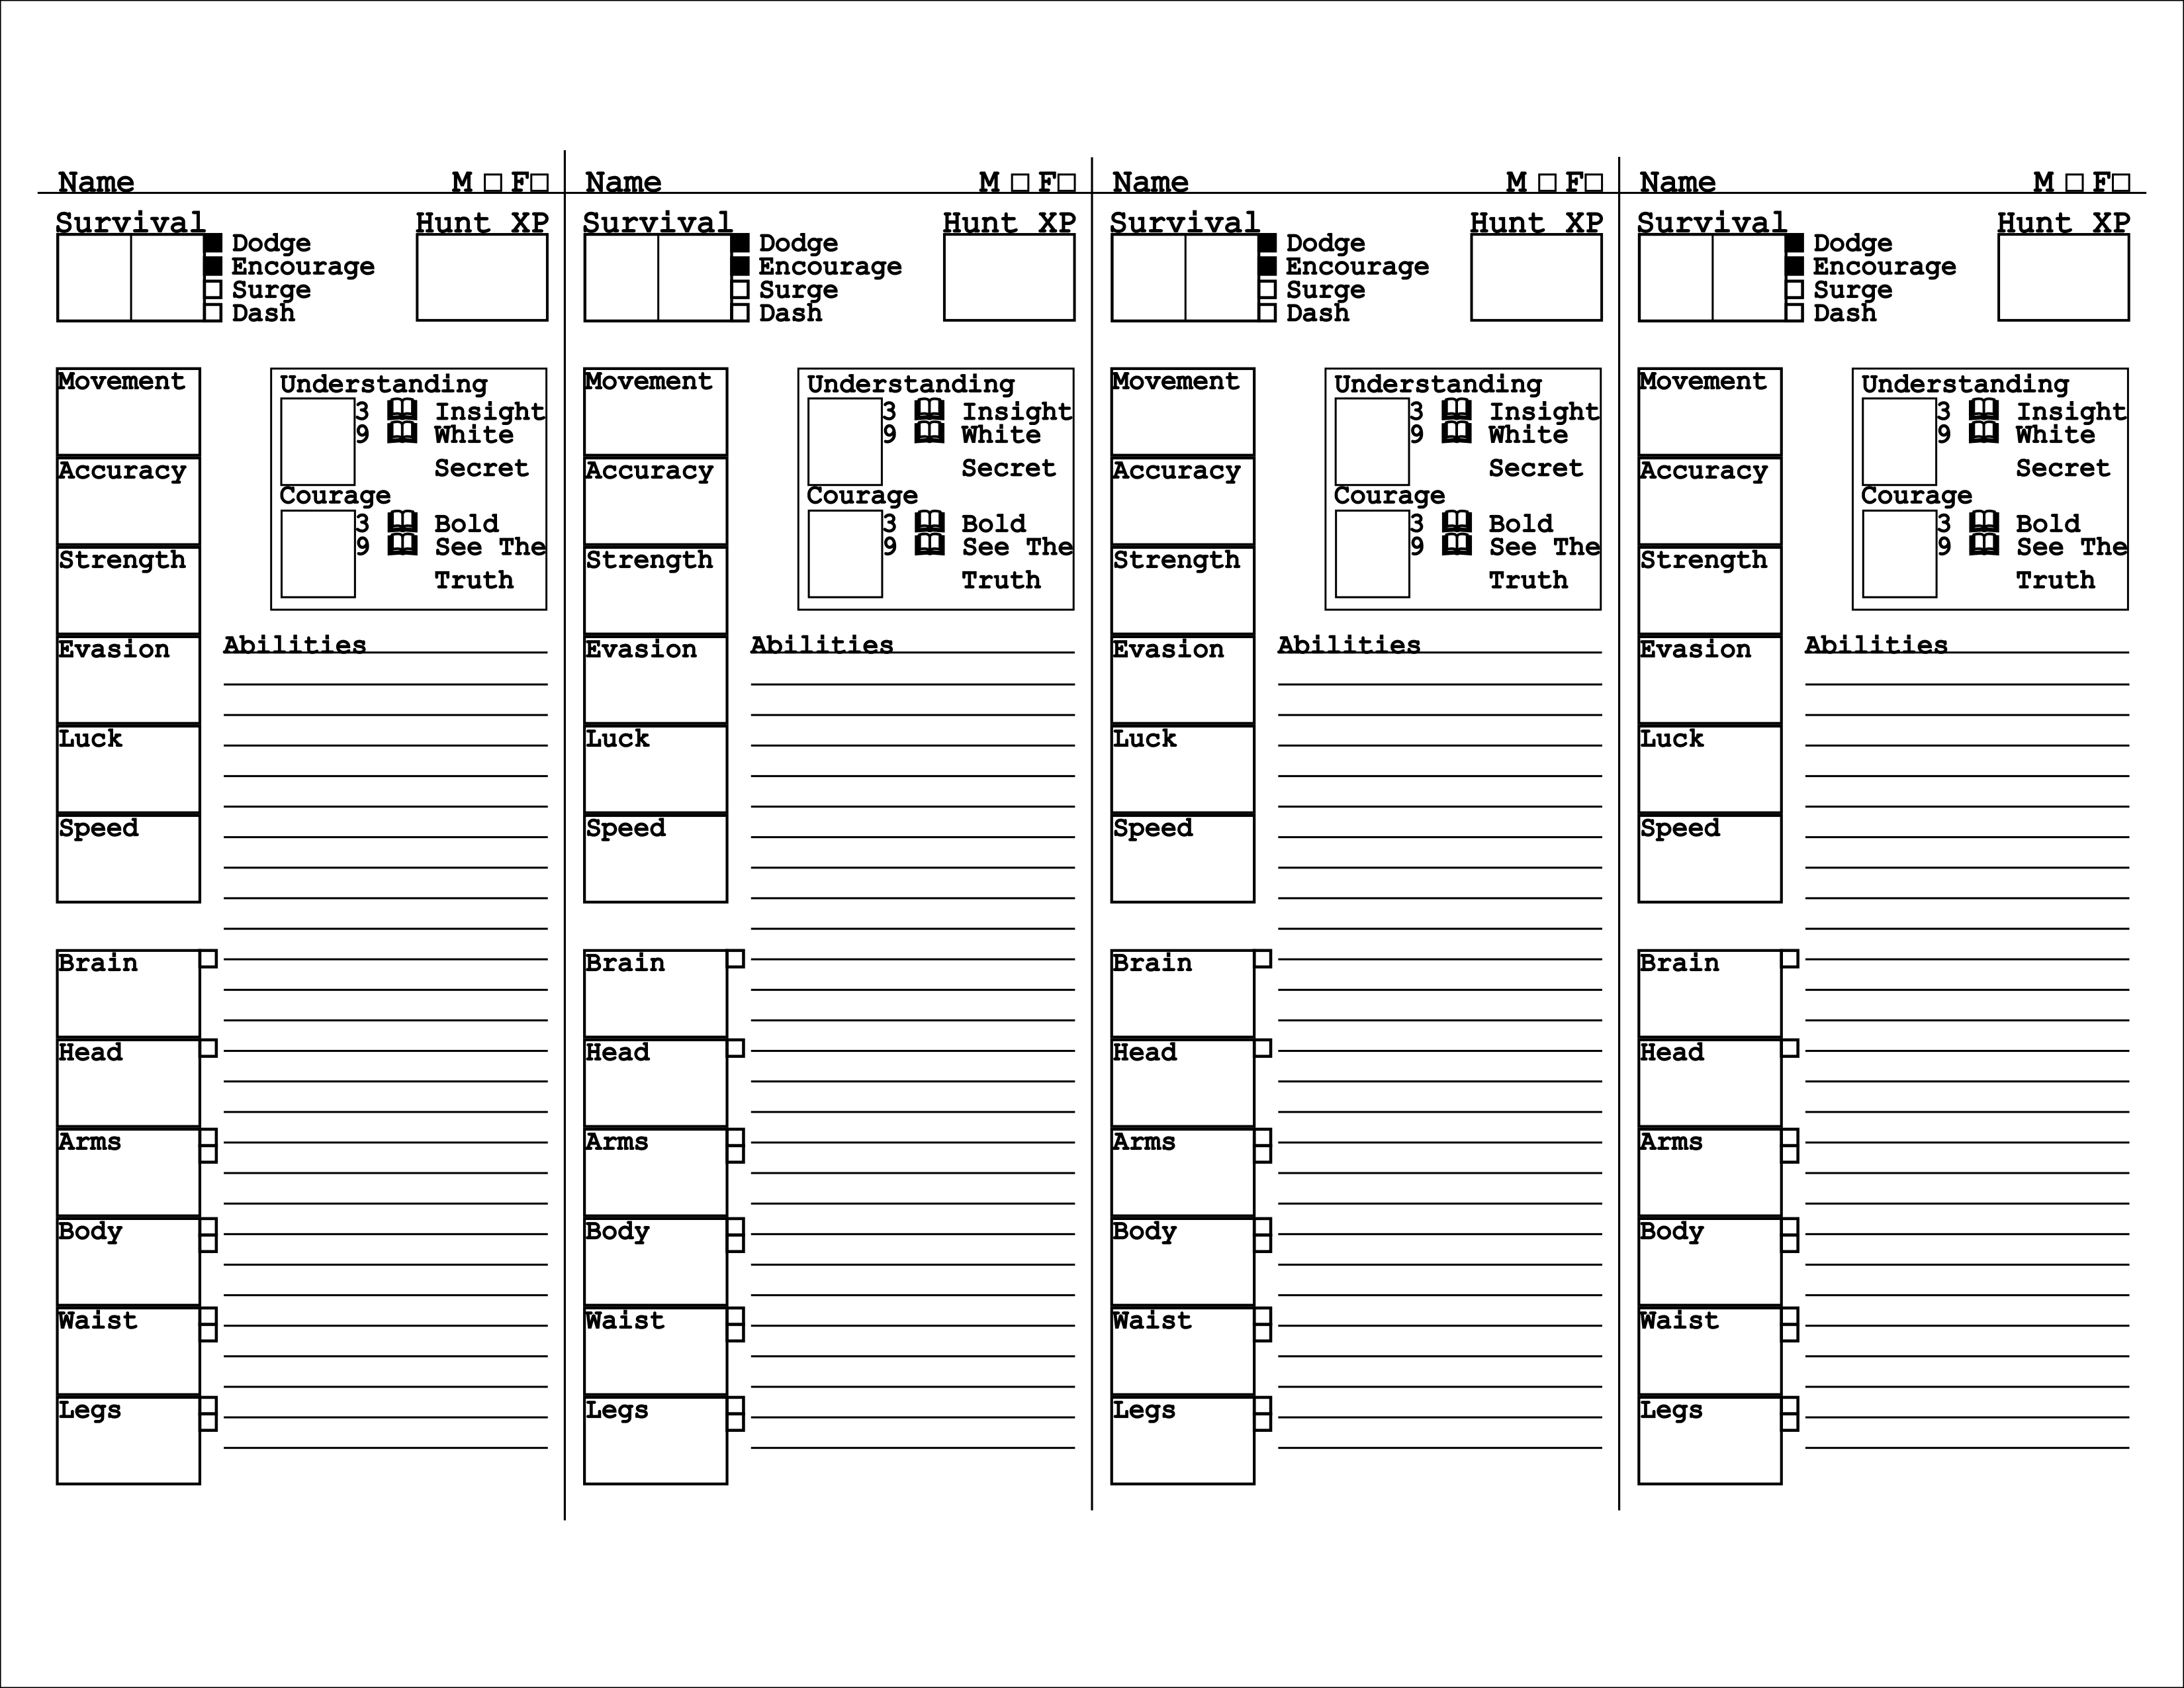 Name M F
Survival Hunt XP
Dodge
Encourage
Surge
Dash
Movement
Accuracy
Strength
Evasion
Luck
Speed
Understanding
3 Insight
9 White
Secret
Courage
3 Bold
9 See The
Truth
Abilities
Brain
Head
Arms
Body
Waist
Legs
Name M F
Survival Hunt XP
Dodge
Encourage
Surge
Dash
Movement
Accuracy
Strength
Evasion
Luck
Speed
Understanding
3 Insight
9 White
Secret
Courage
3 Bold
9 See The
Truth
Abilities
Brain
Head
Arms
Body
Waist
Legs
Name M F
Survival Hunt XP
Dodge
Encourage
Surge
Dash
Movement
Accuracy
Strength
Evasion
Luck
Speed
Understanding
3 Insight
9 White
Secret
Courage
3 Bold
9 See The
Truth
Abilities
Brain
Head
Arms
Body
Waist
Legs
Name M F
Survival Hunt XP
Dodge
Encourage
Surge
Dash
Movement
Accuracy
Strength
Evasion
Luck
Speed
Understanding
3 Insight
9 White
Secret
Courage
3 Bold
9 See The
Truth
Abilities
Brain
Head
Arms
Body
Waist
Legs